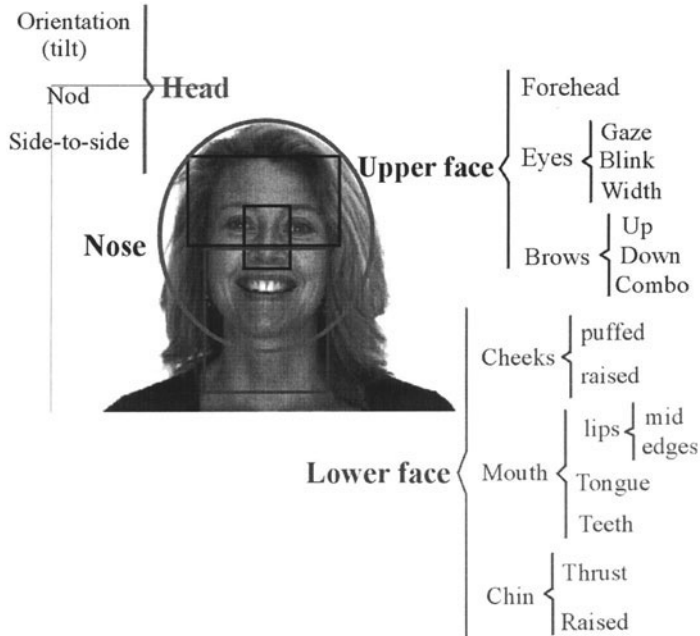 Orientation
(tilt)
Nod
Side-to-side
Head
Nose
Upper face
Forehead
Eyes
Gaze
Blink
Width
Brows
Up
Down
Combo
Lower face
Cheeks
puffed
raised
Mouth
lips
mid
edges
Tongue
Teeth
Chin
Thrust
Raised